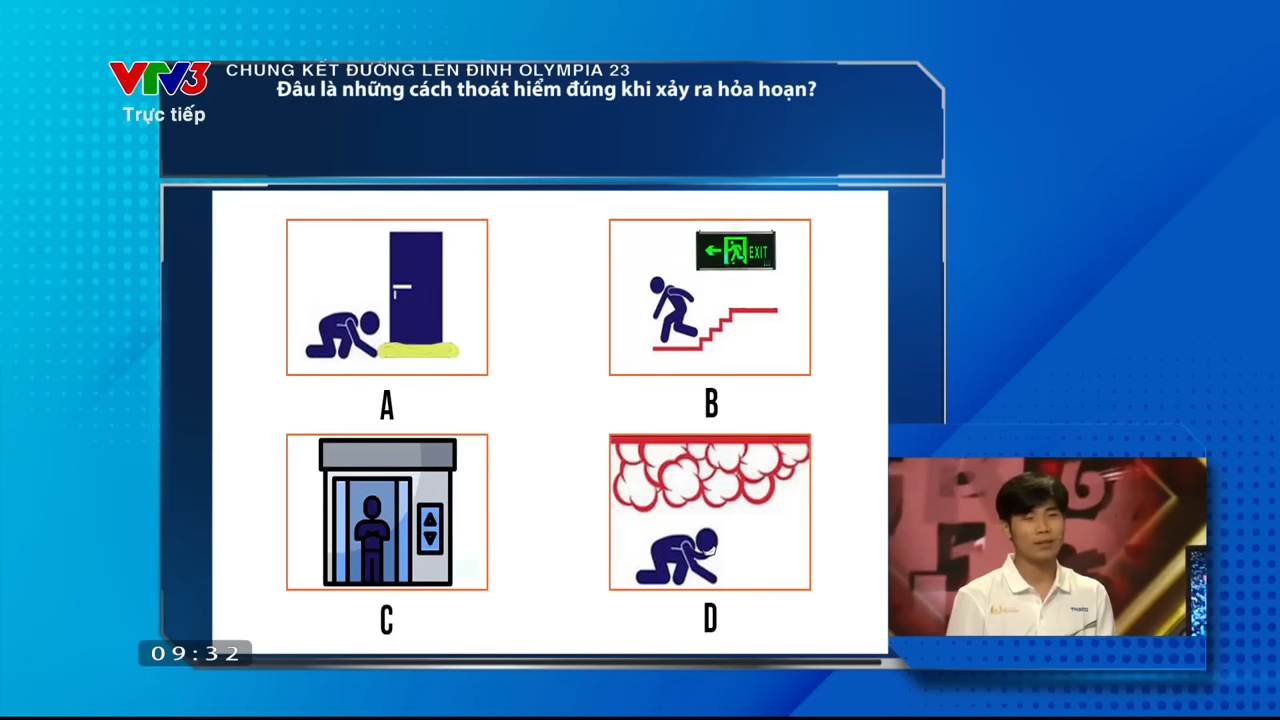 VTV3
CHUNG KẾT ĐƯỜNG LÊN ĐỈNH OLYMPIA 23
Đâu là những cách thoát hiểm đúng khi xảy ra hỏa hoạn?
Trực tiếp
EXIT
A
B
C
D
THACO
09:32